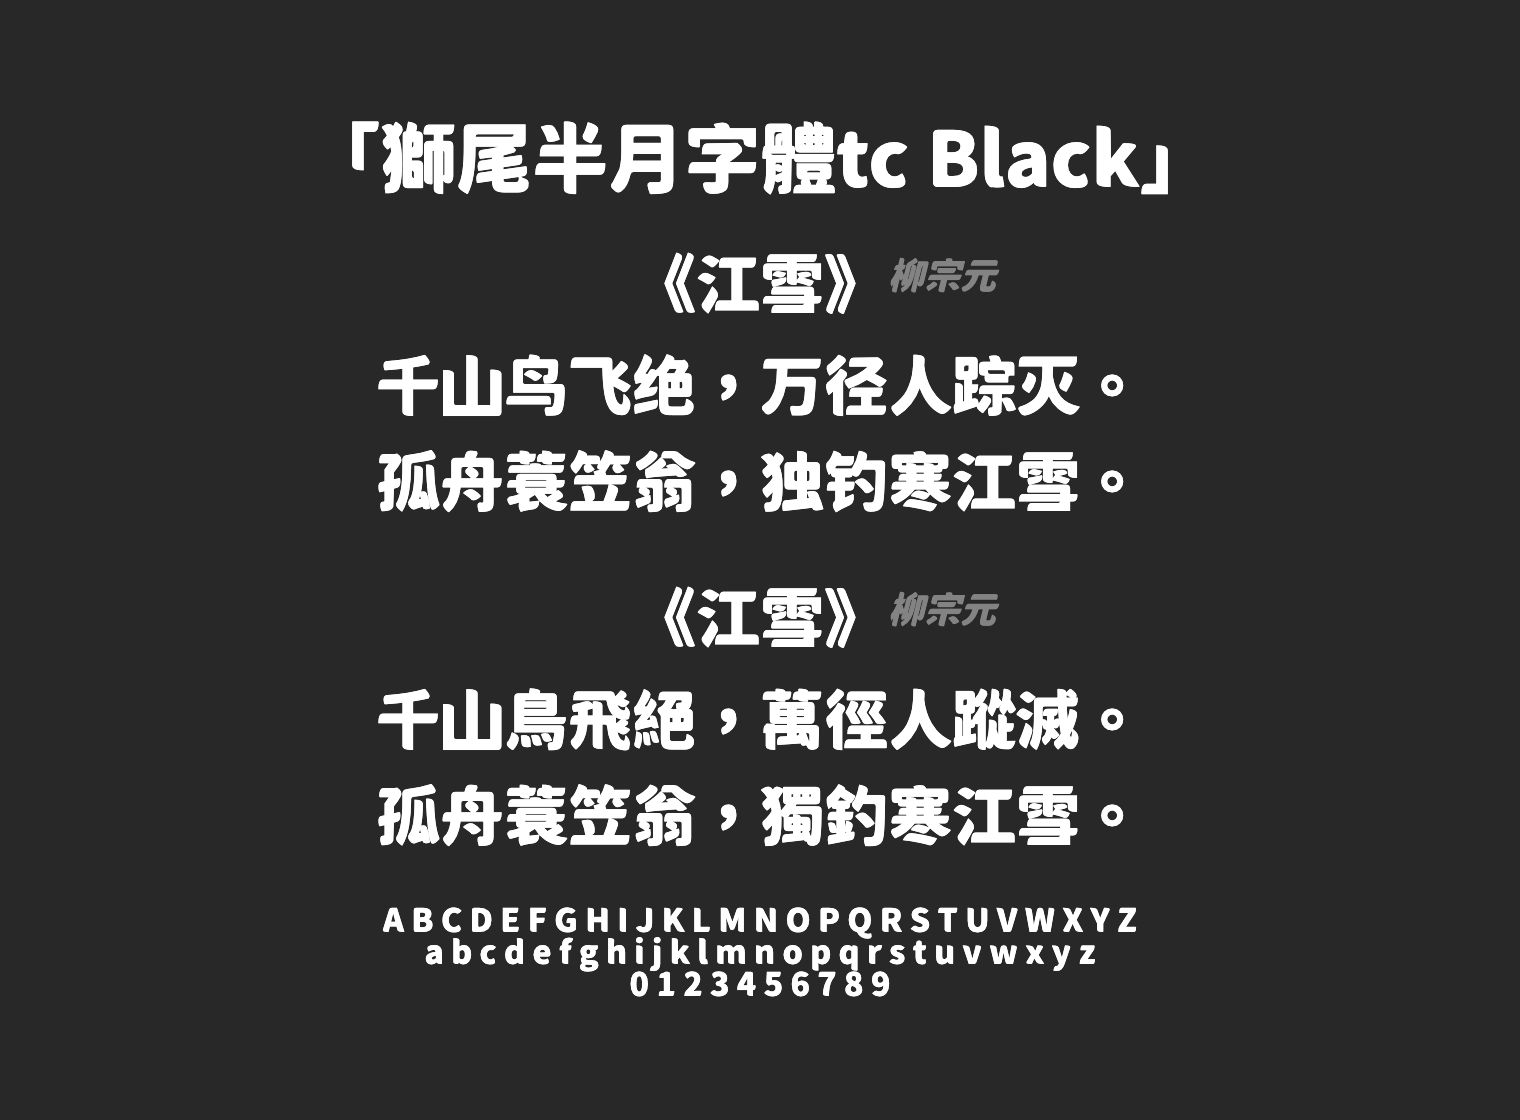 「獅尾半月字體tc Black」
《江雪》 柳宗元
千山鸟飞绝，万径人踪灭。
孤舟蓑笠翁，独钓寒江雪。
《江雪》 柳宗元
千山鳥飛絕，萬徑人蹤滅。
孤舟蓑笠翁，獨釣寒江雪。
ABCDEFGHIJKLMNOPQRSTUVWXYZ
abcdefghijklmnopqrstuvwxyz
0123456789